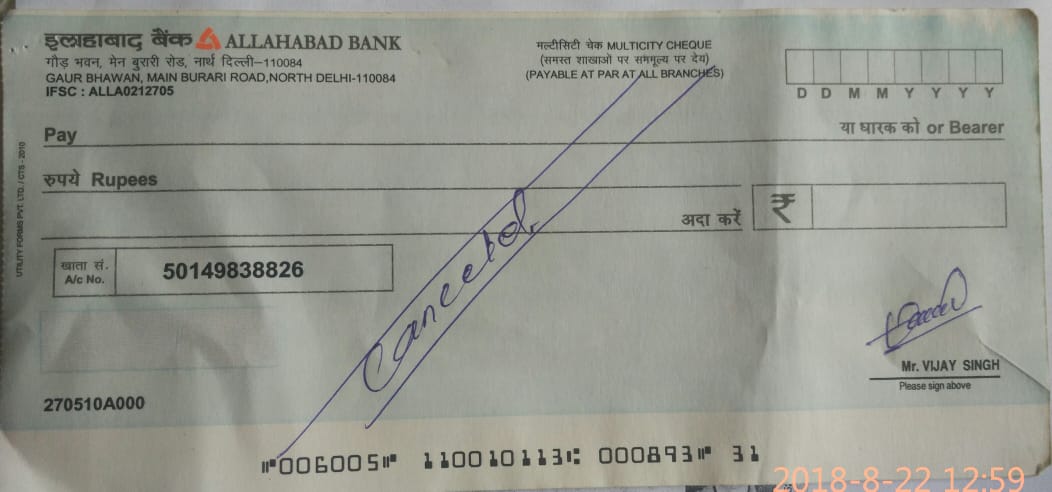 इलाहाबाद बैंक ALLAHABAD BANK
गौड़ भवन, मेन बुरारी रोड, नार्थ दिल्ली-110084
GAUR BHAWAN, MAIN BURARI ROAD,NORTH DELHI-110084
IFSC : ALLA0212705
मल्टीसिटी चेक MULTICITY CHEQUE
(समस्त शाखाओं पर सममूल्य पर देय)
(PAYABLE AT PAR AT ALL BRANCHES)
D D M M Y Y Y Y
Pay
या धारक को or Bearer
रुपये Rupees
अदा करें ₹
UTILITY FORMS PVT. LTD. / CTS - 2010
खाता सं.
A/c No.
50149838826
Canceled
Mr. VIJAY SINGH
Please sign above
270510A000
⑈006005⑈ 110010113⑆ 000893⑈ 31
2018-8-22 12:59